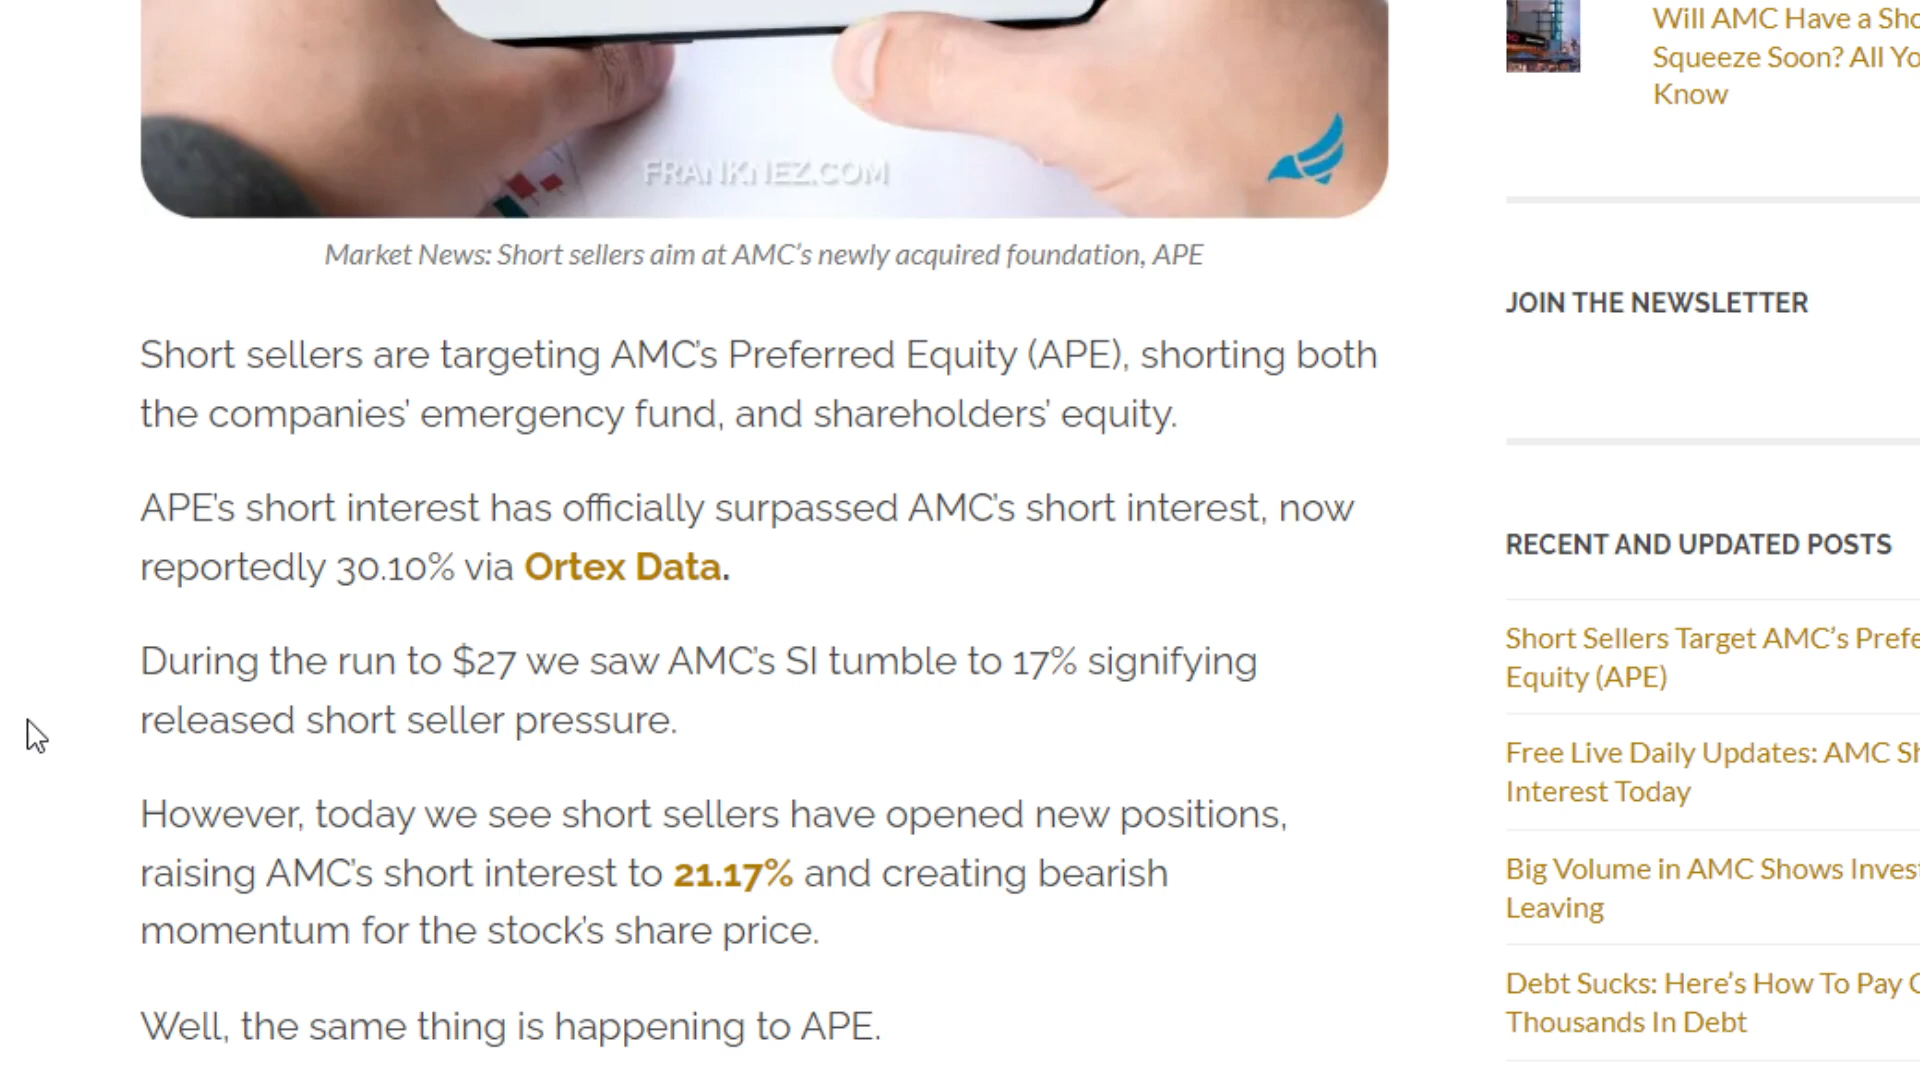 FRANKNEZ.COM
Market News: Short sellers aim at AMC's newly acquired foundation, APE
Short sellers are targeting AMC's Preferred Equity (APE), shorting both
the companies' emergency fund, and shareholders' equity.
APE's short interest has officially surpassed AMC's short interest, now
reportedly 30.10% via Ortex Data.
During the run to $27 we saw AMC's SI tumble to 17% signifying
released short seller pressure.
However, today we see short sellers have opened new positions,
raising AMC's short interest to 21.17% and creating bearish
momentum for the stock's share price.
Well, the same thing is happening to APE.
Will AMC Have a Sho
Squeeze Soon? All Yo
Know
JOIN THE NEWSLETTER
RECENT AND UPDATED POSTS
Short Sellers Target AMC's Prefe
Equity (APE)
Free Live Daily Updates: AMC Sh
Interest Today
Big Volume in AMC Shows Invest
Leaving
Debt Sucks: Here's How To Pay O
Thousands In Debt